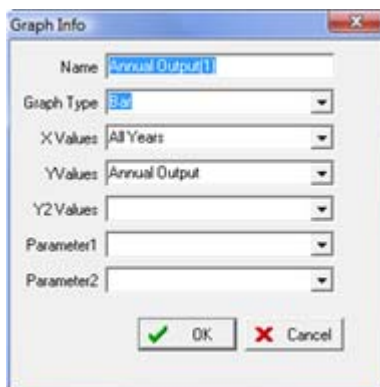 Graph Info
Name Annual Output(1)
Graph Type Bar
X Values All Years
YValues Annual Output
Y2 Values
Parameter1
Parameter2
OK Cancel